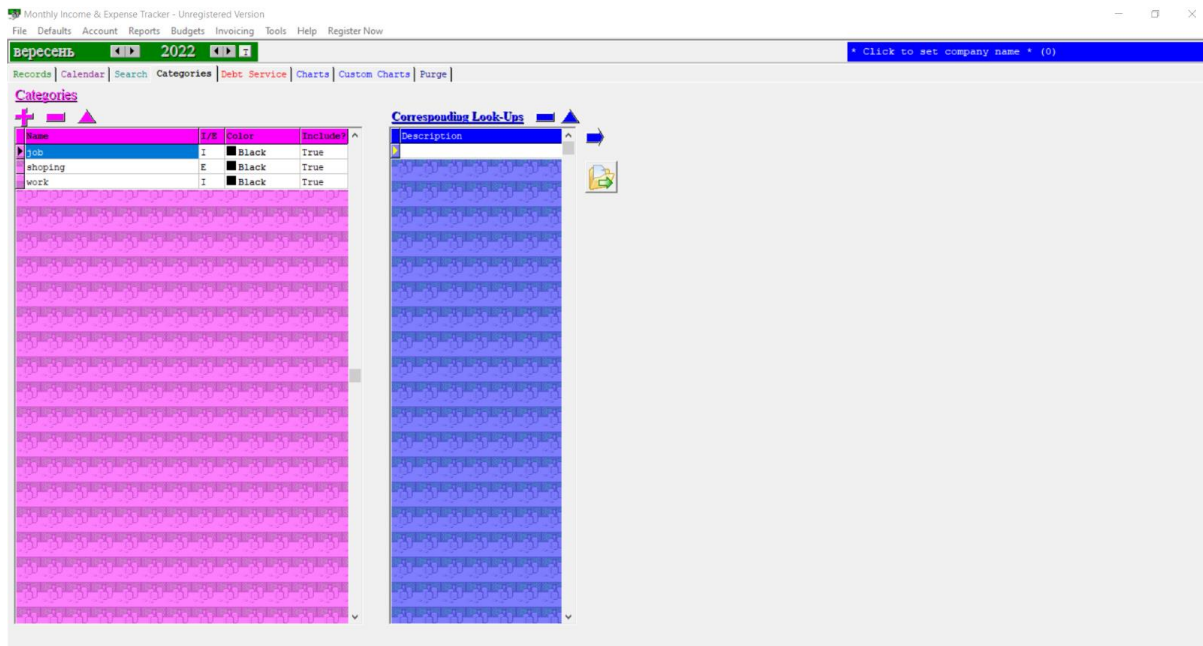 Monthly Income & Expense Tracker - Unregistered Version
File Defaults Account Reports Budgets Invoicing Tools Help Register Now
вересень 2022 T * Click to set company name * (0)
Records Calendar Search Categories Debt Service Charts Custom Charts Purge
Categories
Corresponding Look-Ups
Name I/E Color Include? Description
job I Black True
shoping E Black True
work I Black True